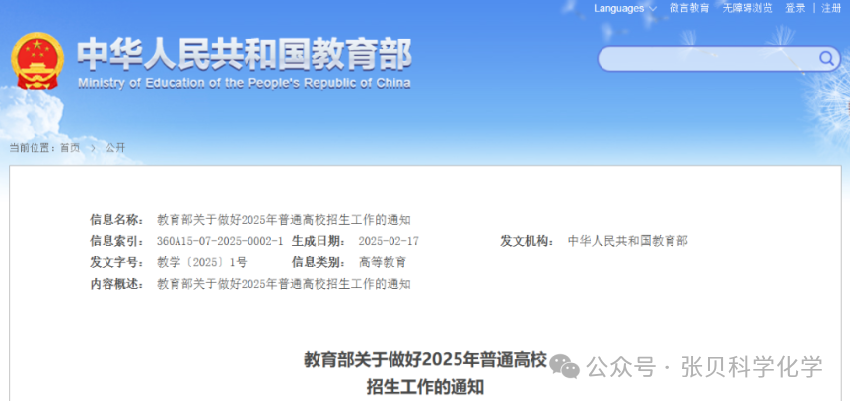 Languages 微言教育 无障碍浏览 登录 | 注册
中华人民共和国教育部
Ministry of Education of the People's Republic of China
当前位置：首页 > 公开
信息名称： 教育部关于做好2025年普通高校招生工作的通知
信息索引： 360A15-07-2025-0002-1 生成日期： 2025-02-17 发文机构： 中华人民共和国教育部
发文字号： 教学〔2025〕1号 信息类别： 高等教育
内容概述： 教育部关于做好2025年普通高校招生工作的通知
教育部关于做好2025年普通高校
招生工作的通知
公众号 · 张贝科学化学